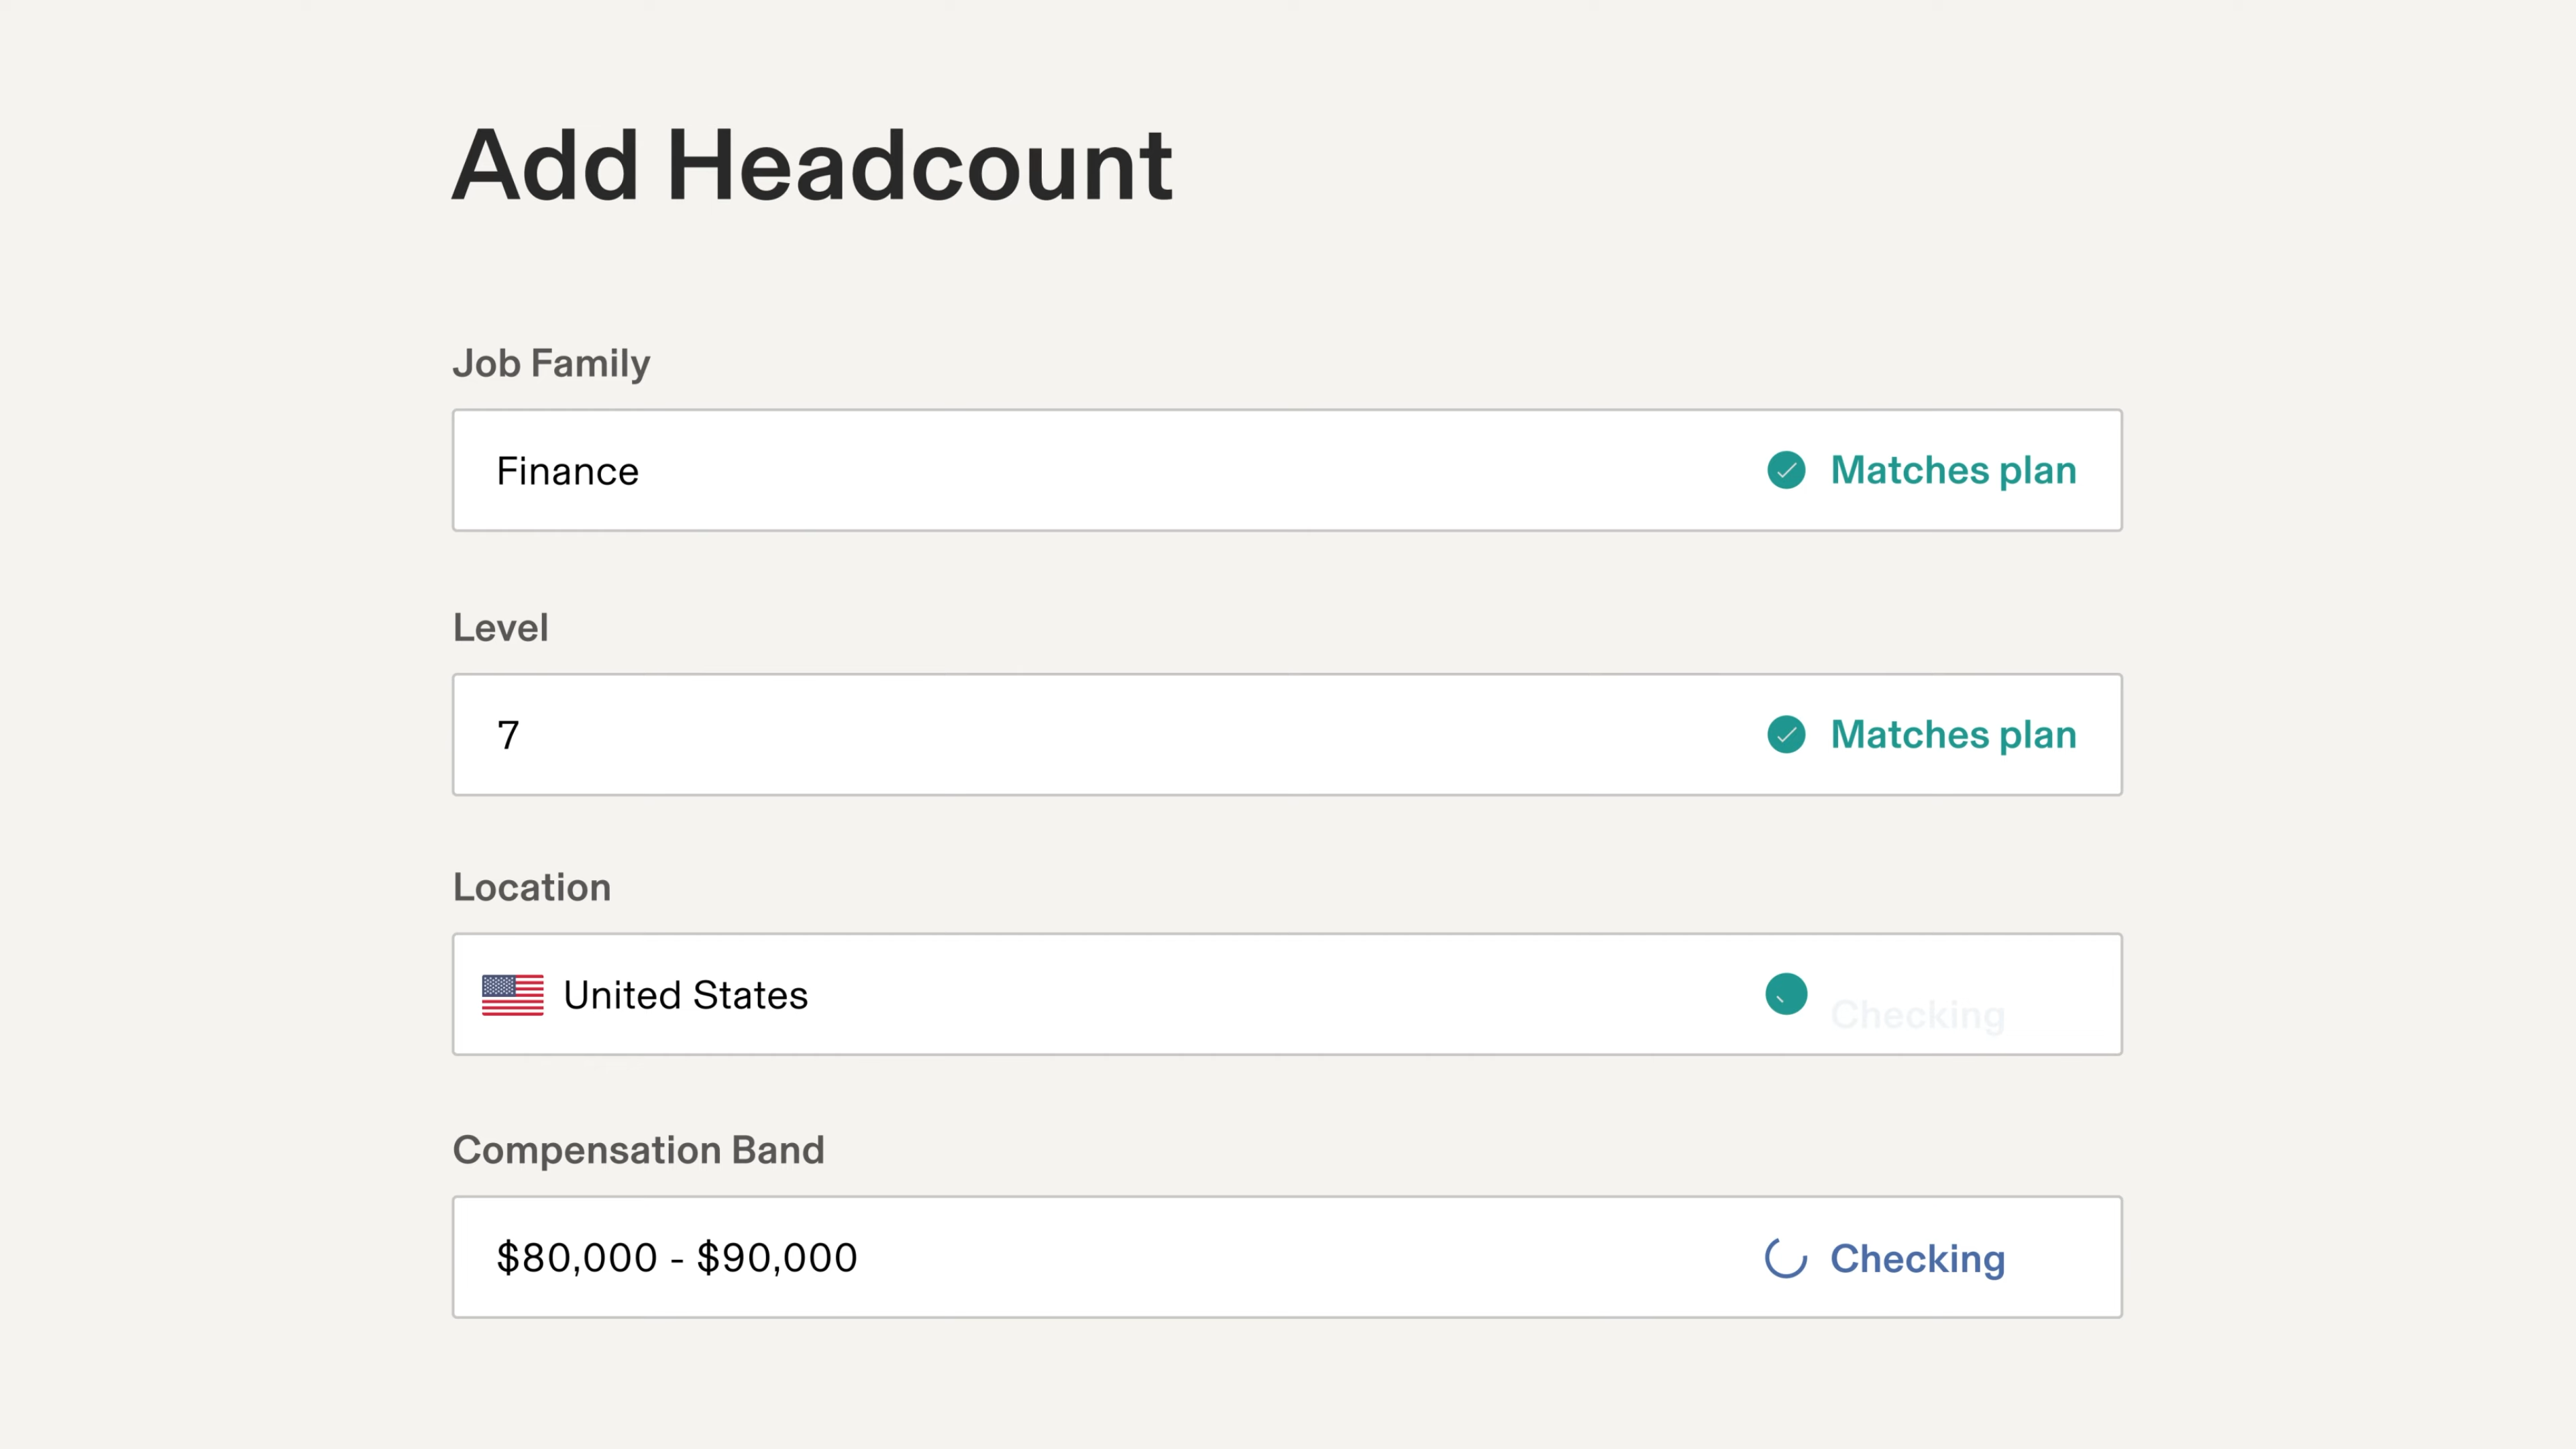 Add Headcount
Job Family
Finance
Matches plan
Level
7
Matches plan
Location
United States
Checking
Compensation Band
$80,000 - $90,000
Checking